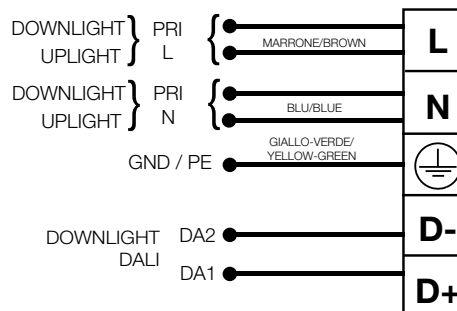 DOWNLIGHT } PRI {
UPLIGHT } L {
MARRONE/BROWN
L
DOWNLIGHT } PRI {
UPLIGHT } N {
BLU/BLUE
N
GIALLO-VERDE/
YELLOW-GREEN
GND / PE
DOWNLIGHT DA2
DALI
D-
DA1
D+